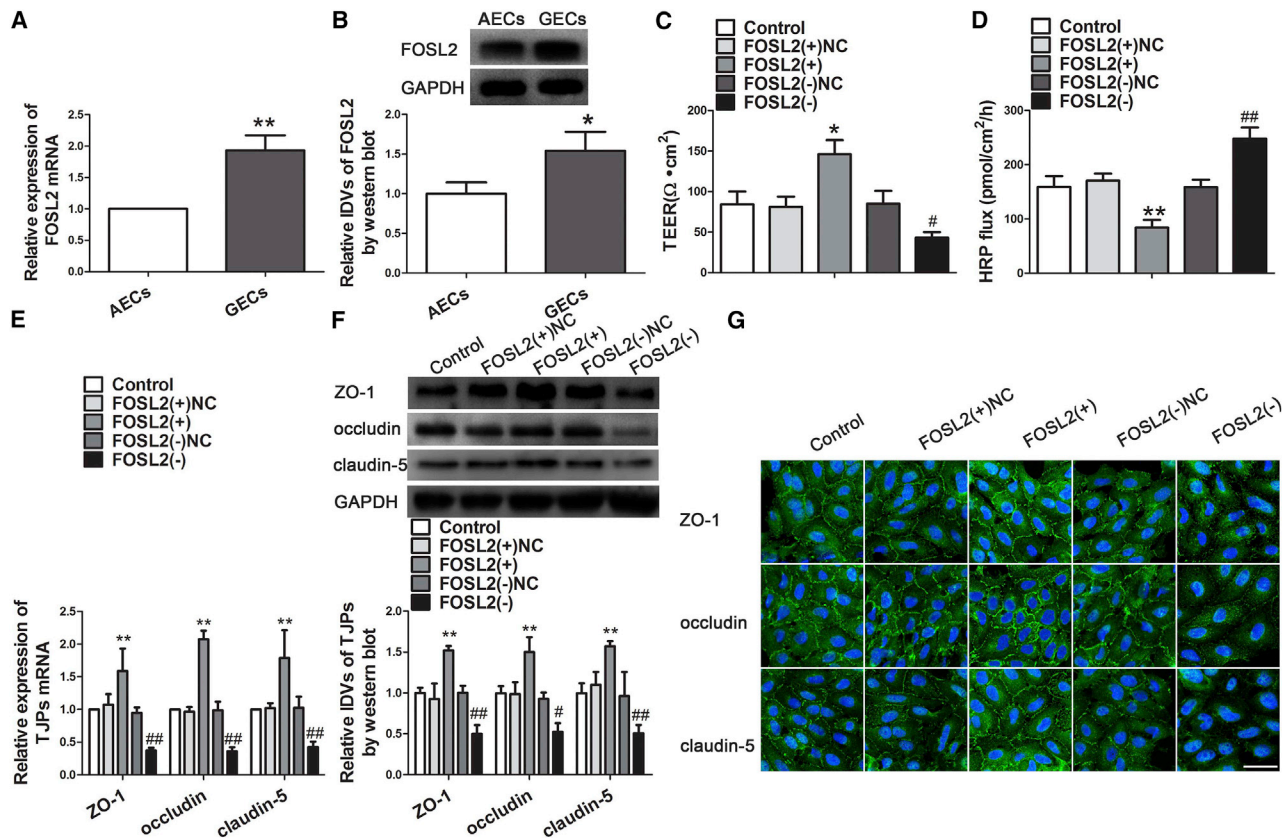 A
Relative expression of
FOSL2 mRNA
2.5
2.0
1.5
1.0
0.5
0.0
**
AECs
GECs
B
AECs GECs
FOSL2
GAPDH
Relative IDVs of FOSL2
by western blot
2.0
1.5
1.0
0.5
0.0
*
AECs
GECs
C
Control
FOSL2(+)NC
FOSL2(+)
FOSL2(-)NC
FOSL2(-)
TEER(Ω •cm2)
200
150
100
50
0
*
#
D
Control
FOSL2(+)NC
FOSL2(+)
FOSL2(-)NC
FOSL2(-)
HRP flux (pmol/cm2/h)
300
200
100
0
**
##
E
Control
FOSL2(+)NC
FOSL2(+)
FOSL2(-)NC
FOSL2(-)
Relative expression of
TJPs mRNA
2.5
2.0
1.5
1.0
0.5
0.0
** ** **
## ## ##
ZO-1
occludin
claudin-5
F
Control
FOSL2(+)NC
FOSL2(+)
FOSL2(-)NC
FOSL2(-)
ZO-1
occludin
claudin-5
GAPDH
Control
FOSL2(+)NC
FOSL2(+)
FOSL2(-)NC
FOSL2(-)
Relative IDVs of TJPs
by western blot
2.0
1.5
1.0
0.5
0.0
** ** **
## # ##
ZO-1
occludin
claudin-5
G
Control
FOSL2(+)NC
FOSL2(+)
FOSL2(-)NC
FOSL2(-)
ZO-1
occludin
claudin-5